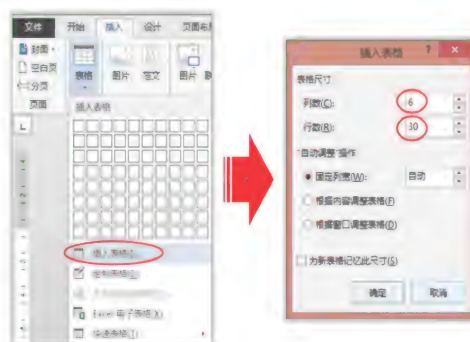 文件 开始 插入 设计 页面布
封面
空白页
分页
页面
表格
图片
图片
插入表格
插入表格(I)...
绘制表格(D)
Excel 电子表格(X)
快速表格(T)
插入表格 ? ×
表格尺寸
列数(C): 6
行数(R): 30
"自动调整"操作
固定列宽(W): 自动
根据内容调整表格(F)
根据窗口调整表格(D)
为新表格记忆此尺寸(S)
确定 取消